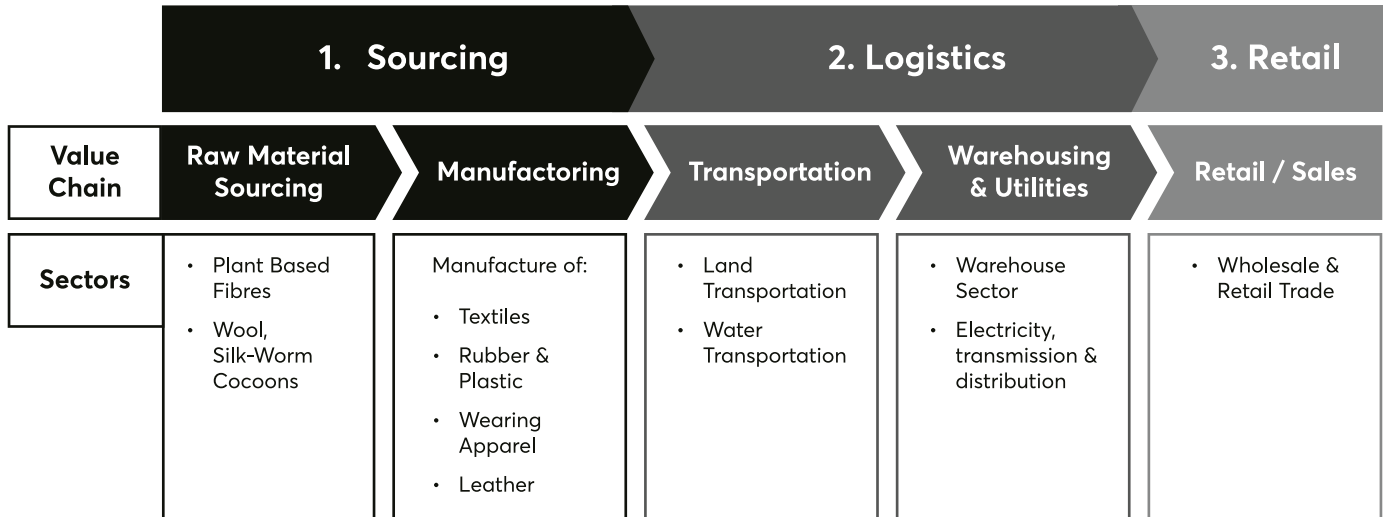 1. Sourcing
2. Logistics
3. Retail
Value
Chain
Raw Material
Sourcing
Manufactoring
Transportation
Warehousing
& Utilities
Retail / Sales
Sectors
• Plant Based
Fibres
• Wool,
Silk-Worm
Cocoons
Manufacture of:
• Textiles
• Rubber &
Plastic
• Wearing
Apparel
• Leather
• Land
Transportation
• Water
Transportation
• Warehouse
Sector
• Electricity,
transmission &
distribution
• Wholesale &
Retail Trade